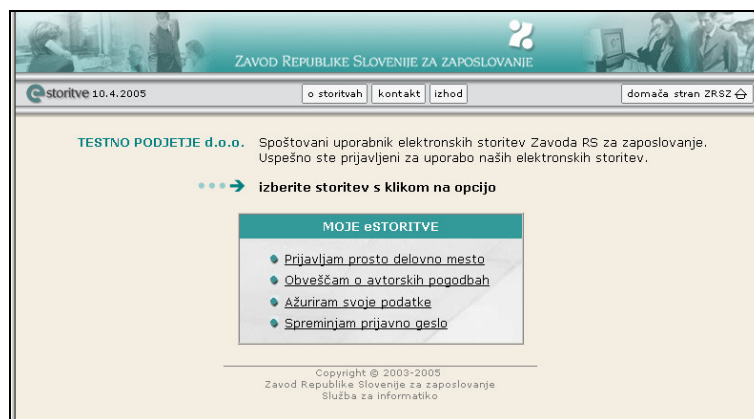 ZAVOD REPUBLIKE SLOVENIJE ZA ZAPOSLOVANJE
estoritve 10.4.2005
o storitvah kontakt izhod
domača stran ZRSZ
TESTNO PODJETJE d.o.o. Spoštovani uporabnik elektronskih storitev Zavoda RS za zaposlovanje.
Uspešno ste prijavljeni za uporabo naših elektronskih storitev.
izberite storitev s klikom na opcijo
MOJE eSTORITVE
Prijavljam prosto delovno mesto
Obveščam o avtorskih pogodbah
Ažuriram svoje podatke
Spreminjam prijavno geslo
Copyright © 2003-2005
Zavod Republike Slovenije za zaposlovanje
Služba za informatiko